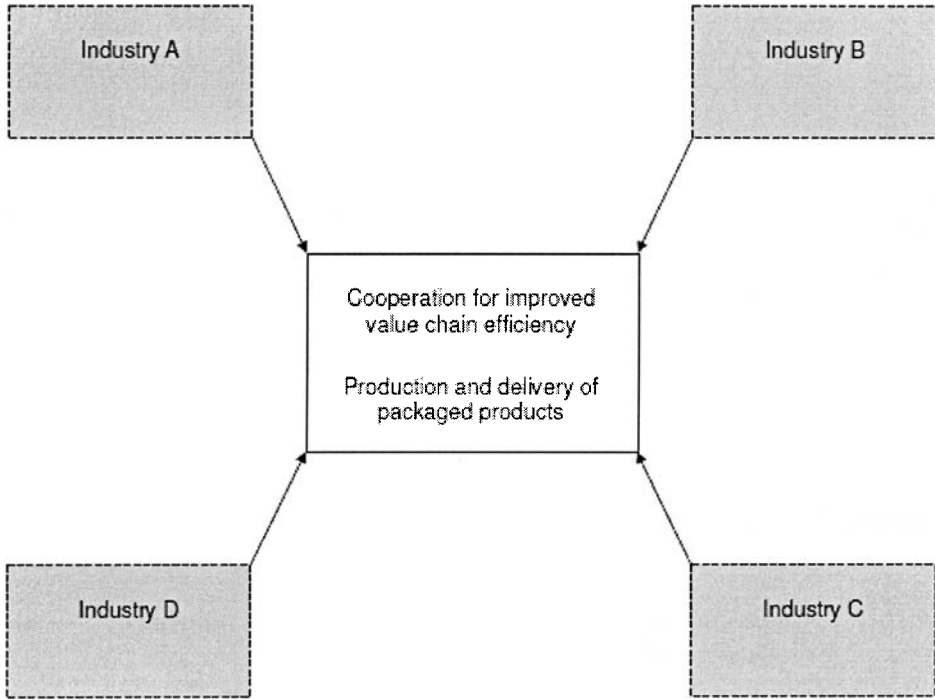 Industry A
Industry B
Cooperation for improved
value chain efficiency
Production and delivery of
packaged products
Industry D
Industry C